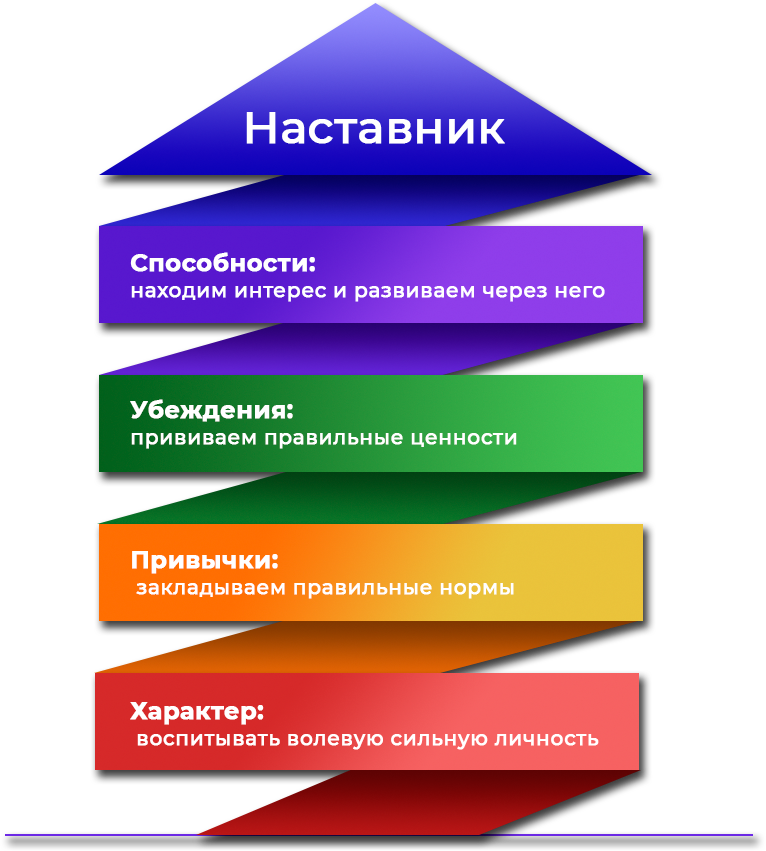 Наставник
Способности:
находим интерес и развиваем через него
Убеждения:
прививаем правильные ценности
Привычки:
закладываем правильные нормы
Характер:
воспитывать волевую сильную личность